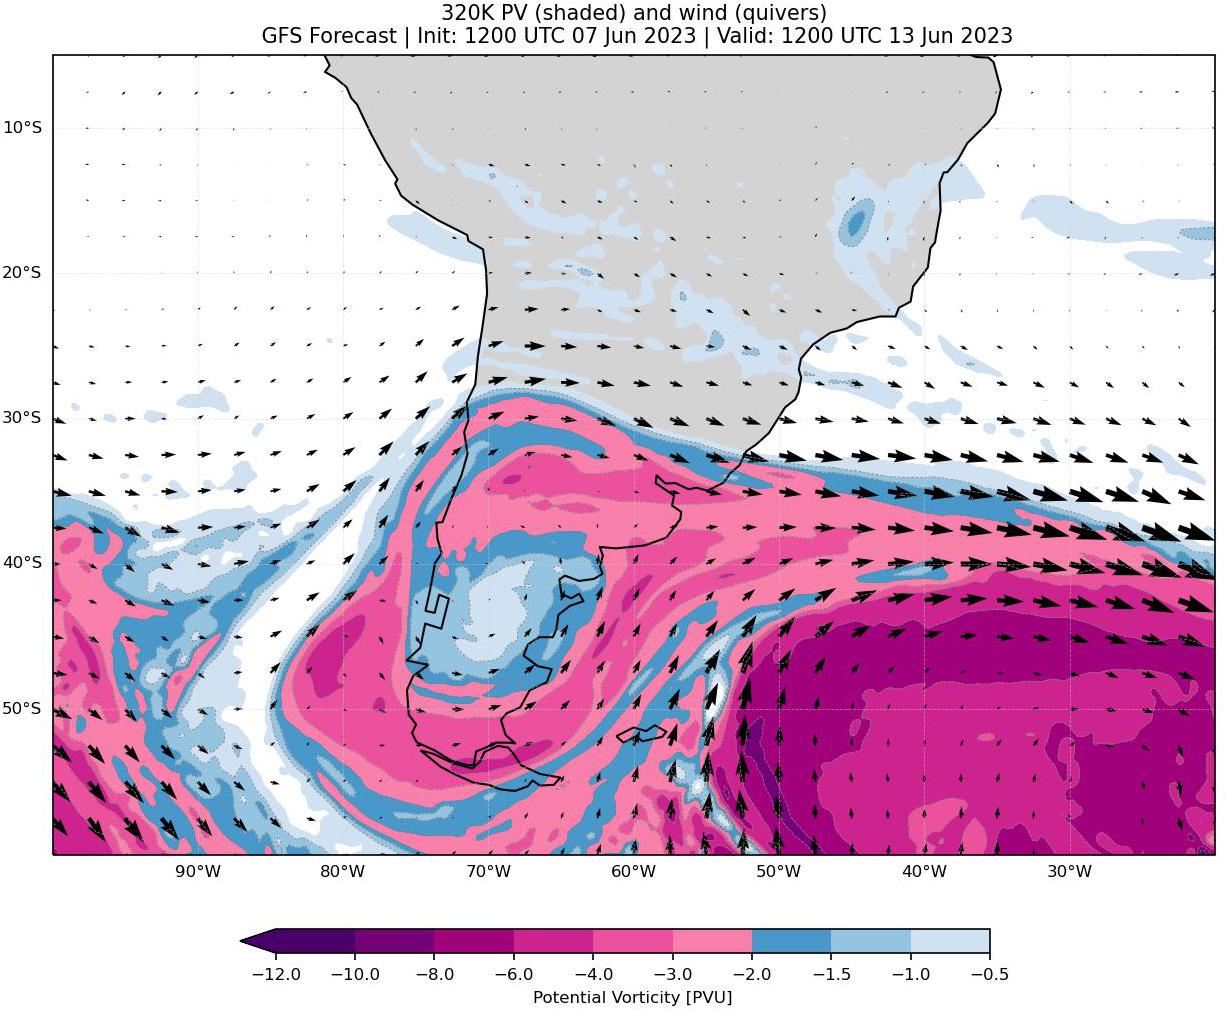 320K PV (shaded) and wind (quivers)
GFS Forecast | Init: 1200 UTC 07 Jun 2023 | Valid: 1200 UTC 13 Jun 2023
10°S
20°S
30°S
40°S
50°S
90°W 80°W 70°W 60°W 50°W 40°W 30°W
−12.0 −10.0 −8.0 −6.0 −4.0 −3.0 −2.0 −1.5 −1.0 −0.5
Potential Vorticity [PVU]